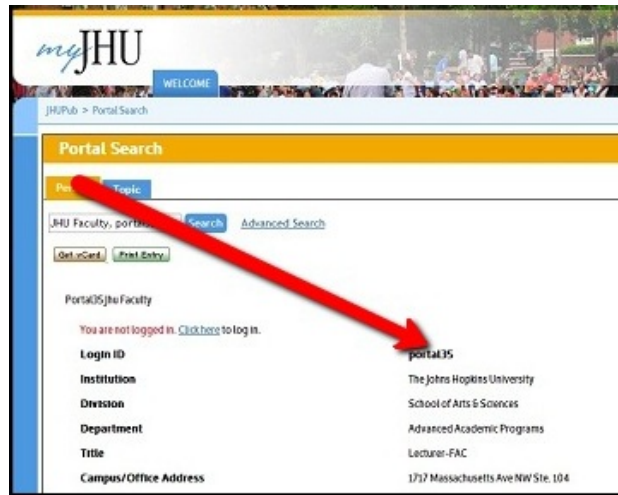 myJHU
WELCOME
JHUPub > Portal Search
Portal Search
Topic
JHU Faculty, Search Advanced Search
Get vCard Print Entry
Portal35 Jhu Faculty
You are not logged in. Click here to log in.
Login ID portal35
Institution The Johns Hopkins University
Division School of Arts & Sciences
Department Advanced Academic Programs
Title Lecturer-FAC
Campus/Office Address 1717 Massachusetts Ave NW Ste. 104